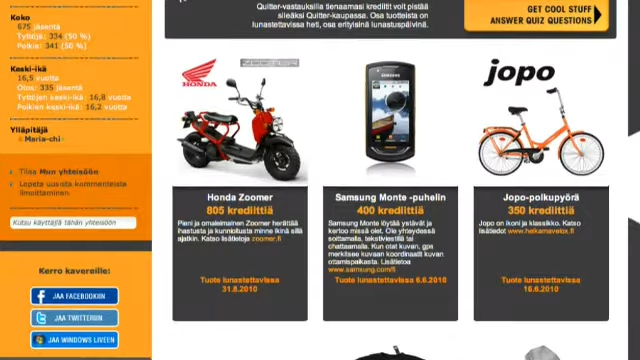 Koko
675 jäsentä
Tyttöjä: 334 (50 %)
Poikia: 341 (50 %)
Keski-ikä
16,5 vuotta
Otos: 335 jäsentä
Tyttöjen keski-ikä: 16,8 vuotta
Poikien keski-ikä: 16,2 vuotta
Ylläpitäjä
Maria-chi
Tilaa Mun yhteisöön
Lopeta uusista kommenteista
ilmoittaminen
Kutsu käyttäjiä tähän yhteisöön
Kerro kavereille:
JAA FACEBOOKIIN
JAA TWITTERIIN
JAA WINDOWS LIVEEN
Quitter-vastauksilla tienaamasi krediitit voit pistää
sileäksi Quitter-kaupassa. Osa tuotteista on
lunastettavissa heti, osa erityisinä lunastuspäivinä.
GET COOL STUFF
ANSWER QUIZ QUESTIONS
HONDA
ZOOMER
SAMSUNG
jopo
Honda Zoomer
805 krediittiä
Pieni ja omaleimainen Zoomer herättää
ihastusta ja kunnioitusta minne ikinä sillä
ajatkin. Katso lisätietoja zoomer.fi
Tuote lunastettavissa
31.8.2010
Samsung Monte -puhelin
400 krediittiä
Samsung Monte löytää ystävät ja
kertoo missä olet. Ole yhteydessä
soittamalla, tekstiviestillä tai
chattaamalla. Kun otat kuvan, gps
merkitsee kuvaan koordinaatit kuvan
ottamispaikasta. Lisätietoa
www.samsung.com/fi
Tuote lunastettavissa 6.6.2010
Jopo-polkupyörä
350 krediittiä
Jopo on ikoni ja klassikko. Katso
lisätiedot www.helkamavelox.fi
Tuote lunastettavissa
16.6.2010